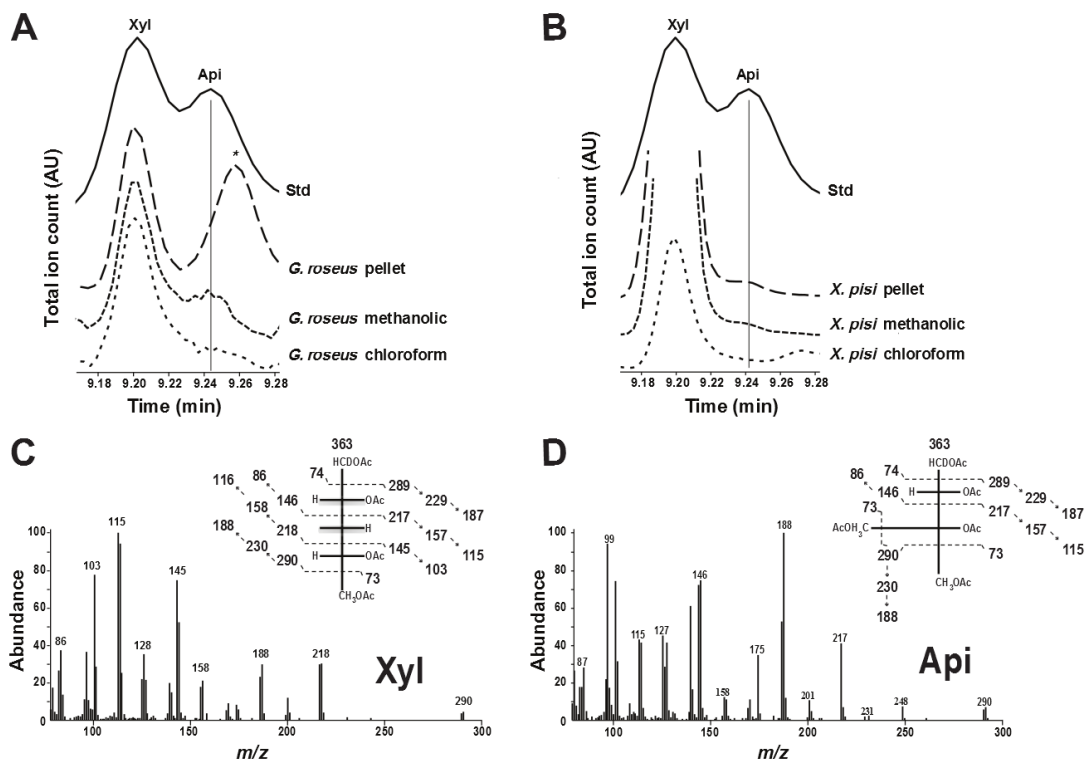 A
Xyl
Api
*
Std
G. roseus pellet
G. roseus methanolic
G. roseus chloroform
Total ion count (AU)
9.18 9.20 9.22 9.24 9.26 9.28
Time (min)
B
Xyl
Api
Std
X. pisi pellet
X. pisi methanolic
X. pisi chloroform
Total ion count (AU)
9.18 9.20 9.22 9.24 9.26 9.28
Time (min)
C
363
HCDOAc
116 86 74 289 229 187
H OAc
158 146 217 157 115
H
188 218 145 103
H OAc
230 290 73
CH₃OAc
100
80
60
40
20
0
Abundance
86
103
115
128
145
158
188
218
290
Xyl
100 150 200 250 300
m/z
D
363
HCDOAc
86 74 289 229 187
H OAc
73 146 217 157 115
AcOH₃C OAc
290 73
230
CH₃OAc
188
100
80
60
40
20
0
Abundance
87
99
115
127
146
158
175
188
201
217
231
248
290
Api
100 150 200 250 300
m/z